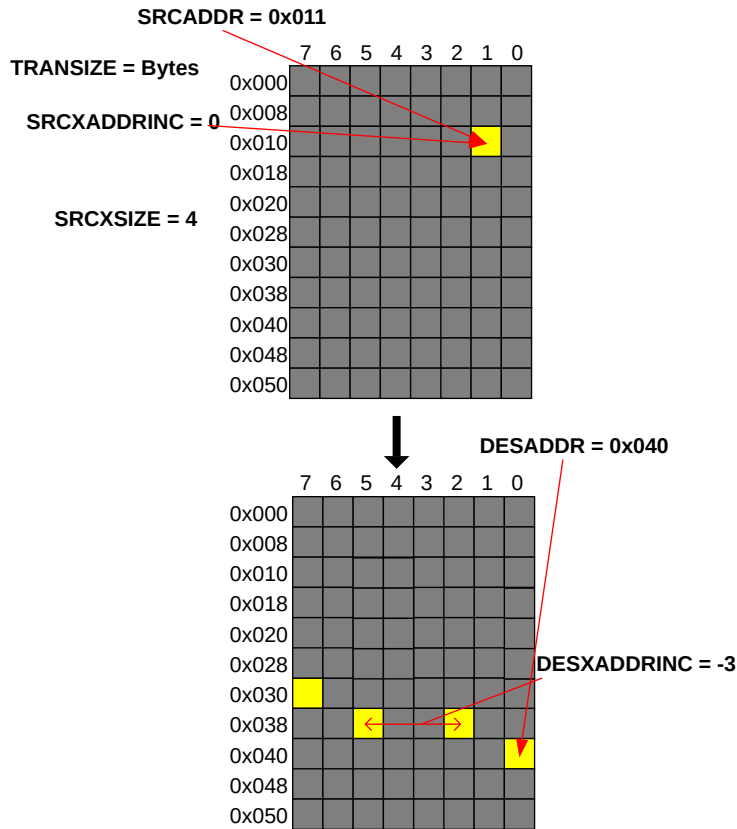 SRCADDR = 0x011
7 6 5 4 3 2 1 0
TRANSIZE = Bytes
0x000
0x008
SRCXADDRINC = 0
0x010
0x018
0x020
SRCXSIZE = 4
0x028
0x030
0x038
0x040
0x048
0x050
DESADDR = 0x040
7 6 5 4 3 2 1 0
0x000
0x008
0x010
0x018
0x020
0x028
DESXADDRINC = -3
0x030
0x038
0x040
0x048
0x050